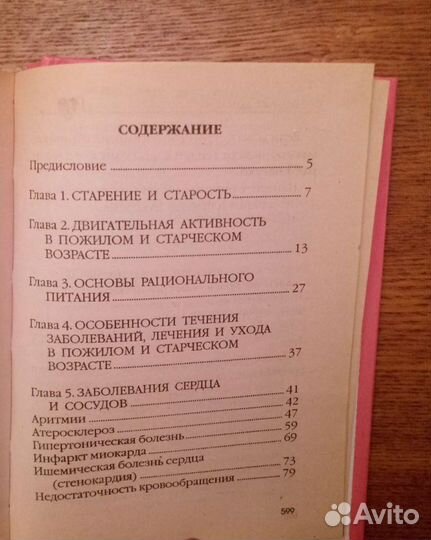 СОДЕРЖАНИЕ
Предисловие ........ 5
Глава 1. СТАРЕНИЕ И СТАРОСТЬ ........ 7
Глава 2. ДВИГАТЕЛЬНАЯ АКТИВНОСТЬ
В ПОЖИЛОМ И СТАРЧЕСКОМ
ВОЗРАСТЕ ........ 13
Глава 3. ОСНОВЫ РАЦИОНАЛЬНОГО
ПИТАНИЯ ........ 27
Глава 4. ОСОБЕННОСТИ ТЕЧЕНИЯ
ЗАБОЛЕВАНИЙ, ЛЕЧЕНИЯ И УХОДА
В ПОЖИЛОМ И СТАРЧЕСКОМ
ВОЗРАСТЕ ........ 37
Глава 5. ЗАБОЛЕВАНИЯ СЕРДЦА
И СОСУДОВ ........ 41
Аритмии ........ 42
Атеросклероз ........ 47
Гипертоническая болезнь ........ 59
Инфаркт миокарда ........ 69
Ишемическая болезнь сердца
(стенокардия) ........ 73
Недостаточность кровообращения ........ 79
599
Avito